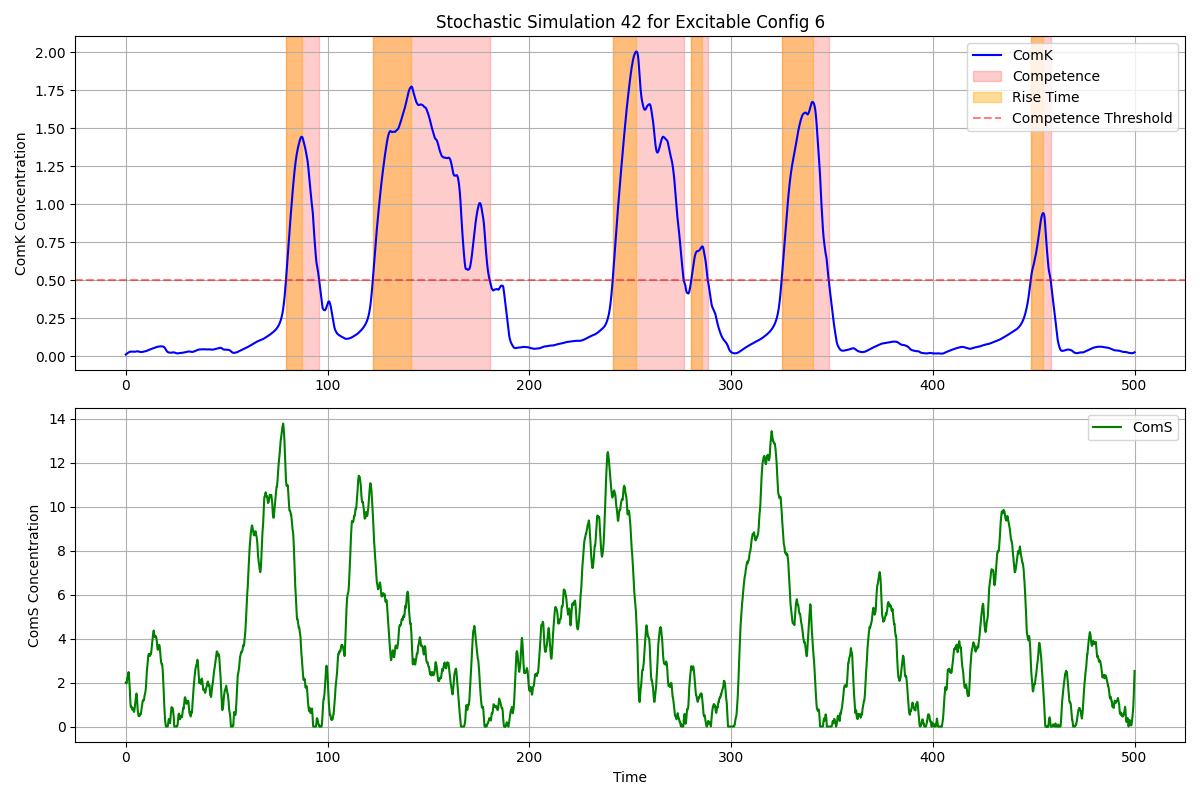 Stochastic Simulation 42 for Excitable Config 6
ComK Concentration
2.00
1.75
1.50
1.25
1.00
0.75
0.50
0.25
0.00
ComK
Competence
Rise Time
Competence Threshold
0 100 200 300 400 500
ComS Concentration
14
12
10
8
6
4
2
0
ComS
0 100 200 300 400 500
Time